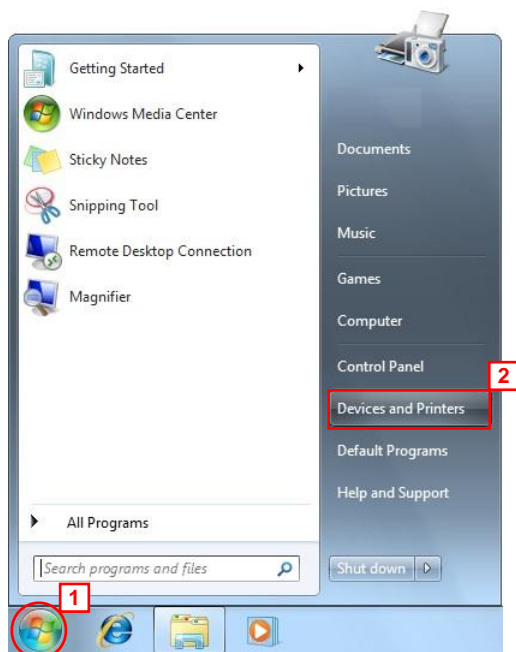 Getting Started
Windows Media Center
Sticky Notes
Snipping Tool
Remote Desktop Connection
Magnifier
All Programs
Search programs and files
1
Documents
Pictures
Music
Games
Computer
Control Panel
2
Devices and Printers
Default Programs
Help and Support
Shut down